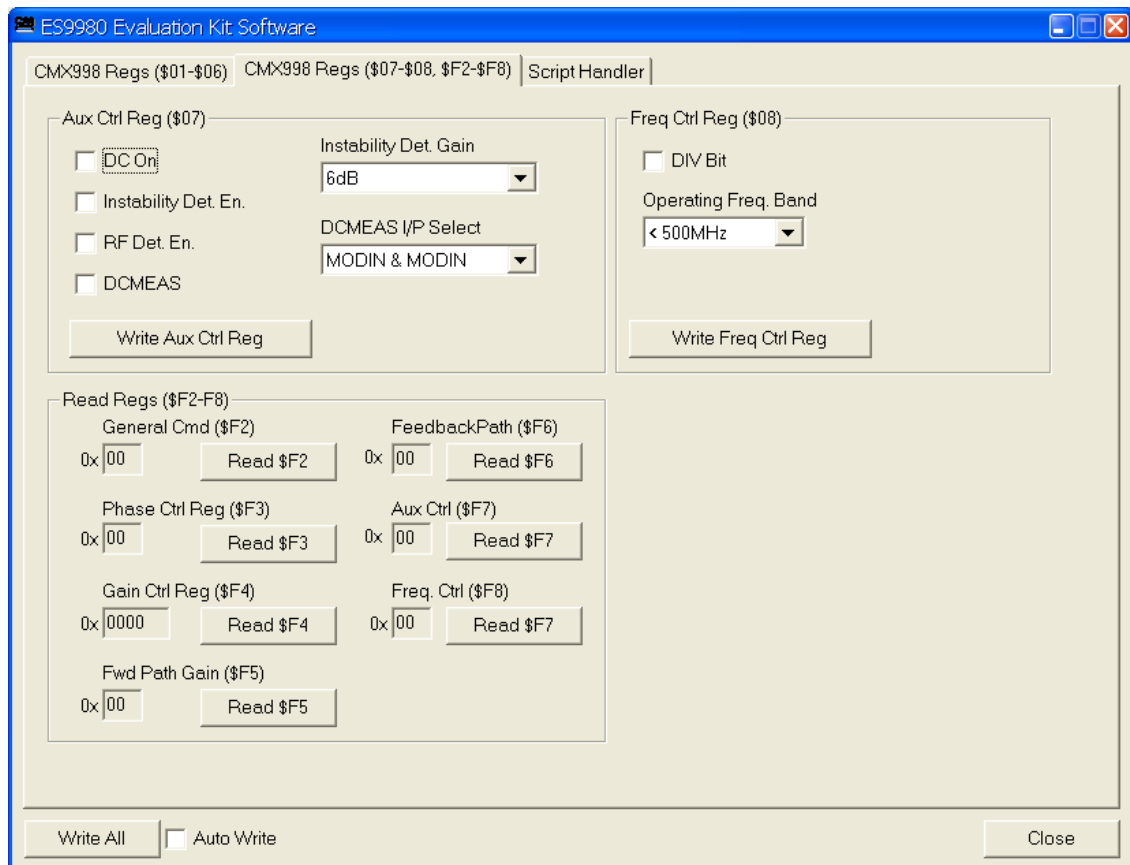 ES9980 Evaluation Kit Software
CMX998 Regs ($01-$06) CMX998 Regs ($07-$08, $F2-$F8) Script Handler
Aux Ctrl Reg ($07)
DC On
Instability Det. En.
RF Det. En.
DCMEAS
Instability Det. Gain
6dB
DCMEAS I/P Select
MODIN & MODIN
Write Aux Ctrl Reg
Freq Ctrl Reg ($08)
DIV Bit
Operating Freq. Band
< 500MHz
Write Freq Ctrl Reg
Read Regs ($F2-F8)
General Cmd ($F2)
0x 00 Read $F2
Phase Ctrl Reg ($F3)
0x 00 Read $F3
Gain Ctrl Reg ($F4)
0x 0000 Read $F4
Fwd Path Gain ($F5)
0x 00 Read $F5
FeedbackPath ($F6)
0x 00 Read $F6
Aux Ctrl ($F7)
0x 00 Read $F7
Freq. Ctrl ($F8)
0x 00 Read $F7
Write All Auto Write Close